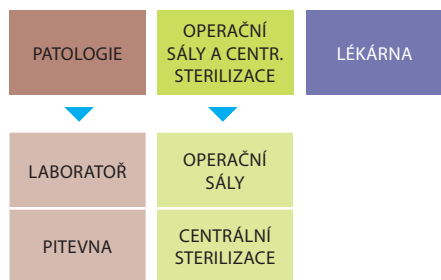 PATOLOGIE
OPERAČNÍ
SÁLY A CENTR.
STERILIZACE
LÉKÁRNA
LABORATOŘ
OPERAČNÍ
SÁLY
PITEVNA
CENTRÁLNÍ
STERILIZACE